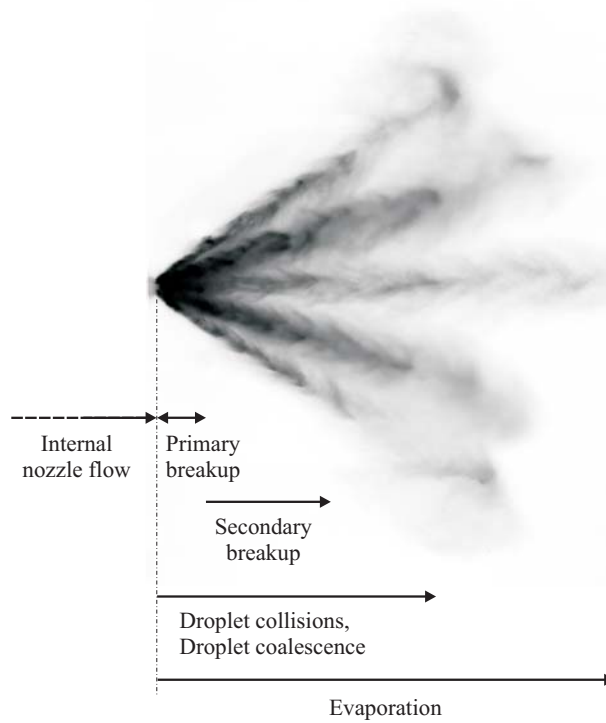 Internal
nozzle flow
Primary
breakup
Secondary
breakup
Droplet collisions,
Droplet coalescence
Evaporation